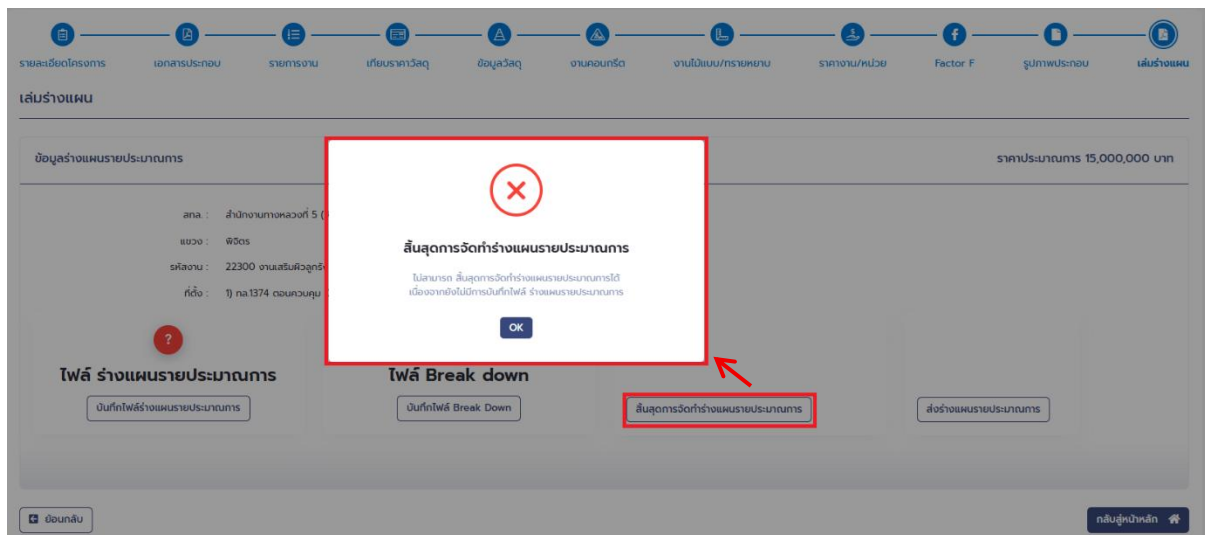 รายละเอียดโครงการ เอกสารประกอบ รายการงาน เทียบราคาวัสดุ ข้อมูลวัสดุ งานคอนกรีต งานไม้แบบ/ทรายหยาบ ราคางาน/หน่วย Factor F รูปภาพประกอบ เล่มร่างแผน
เล่มร่างแผน
ข้อมูลร่างแผนรายประมาณการ ราคาประมาณการ 15,000,000 บาท
สทล. : สำนักงานทางหลวงที่ 5 (
แขวง : พิจิตร
รหัสงาน : 22300 งานเสริมผิวลูกรัง
ที่ตั้ง : 1) ทล.1374 ตอนควบคุม
สิ้นสุดการจัดทำร่างแผนรายประมาณการ
ไม่สามารถ สิ้นสุดการจัดทำร่างแผนรายประมาณการได้
เนื่องจากยังไม่มีการบันทึกไฟล์ ร่างแผนรายประมาณการ
OK
?
ไฟล์ ร่างแผนรายประมาณการ ไฟล์ Break down
บันทึกไฟล์ร่างแผนรายประมาณการ บันทึกไฟล์ Break Down สิ้นสุดการจัดทำร่างแผนรายประมาณการ ส่งร่างแผนรายประมาณการ
ย้อนกลับ กลับสู่หน้าหลัก